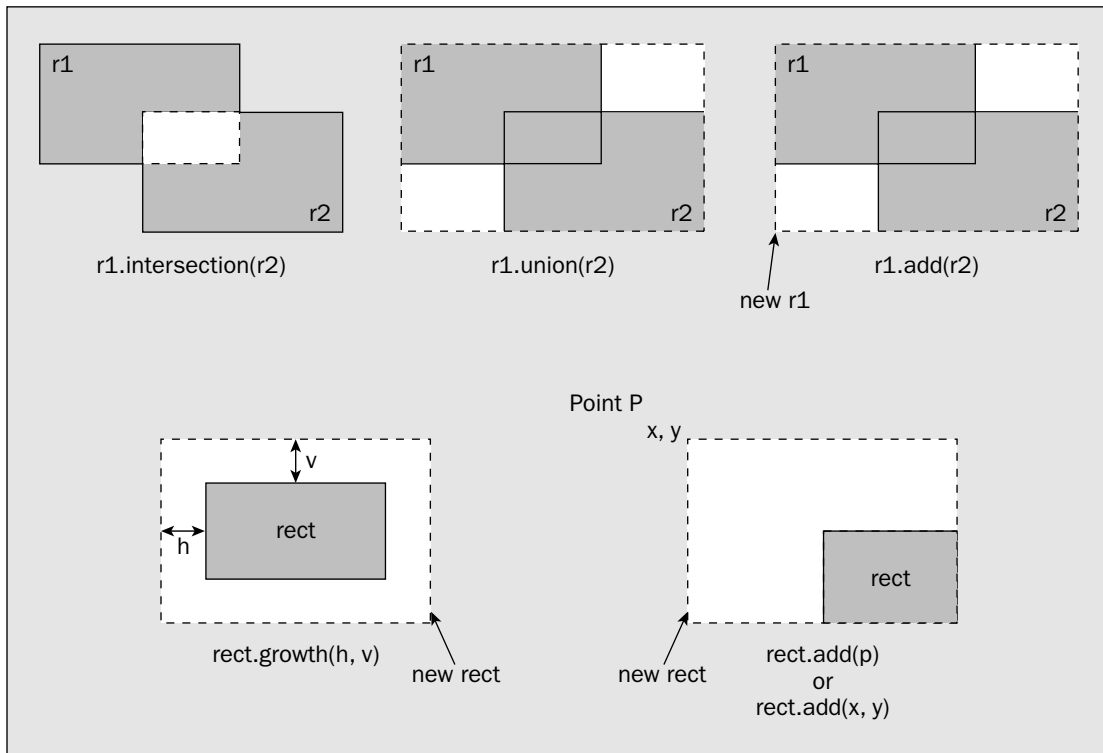 r1
r2
r1.intersection(r2)
r1
r2
r1.union(r2)
r1
r2
r1.add(r2)
new r1
v
h
rect
rect.growth(h, v)
new rect
Point P
x, y
rect
new rect
rect.add(p)
or
rect.add(x, y)